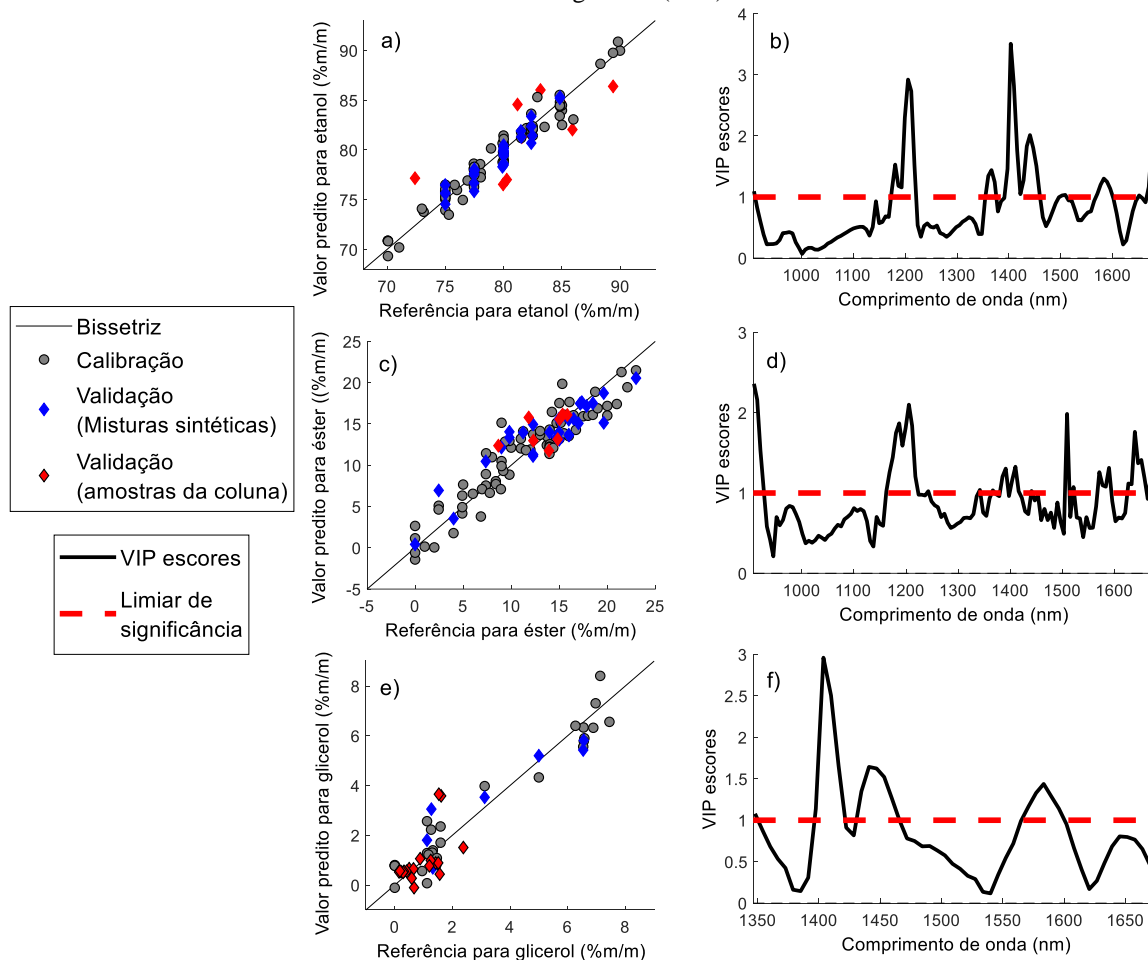 a)
Valor predito para etanol (%m/m)
90
85
80
75
70
70 75 80 85 90
Referência para etanol (%m/m)
b)
VIP escores
4
3
2
1
0
1000 1100 1200 1300 1400 1500 1600
Comprimento de onda (nm)
Bissetriz
Calibração
Validação
(Misturas sintéticas)
Validação
(amostras da coluna)
VIP escores
Limiar de
significância
c)
Valor predito para éster ((%m/m)
25
20
15
10
5
0
-5
-5 0 5 10 15 20 25
Referência para éster (%m/m)
d)
VIP escores
3
2
1
0
1000 1100 1200 1300 1400 1500 1600
Comprimento de onda (nm)
e)
Valor predito para glicerol (%m/m)
8
6
4
2
0
0 2 4 6 8
Referência para glicerol (%m/m)
f)
VIP escores
3
2.5
2
1.5
1
0.5
0
1350 1400 1450 1500 1550 1600 1650
Comprimento de onda (nm)